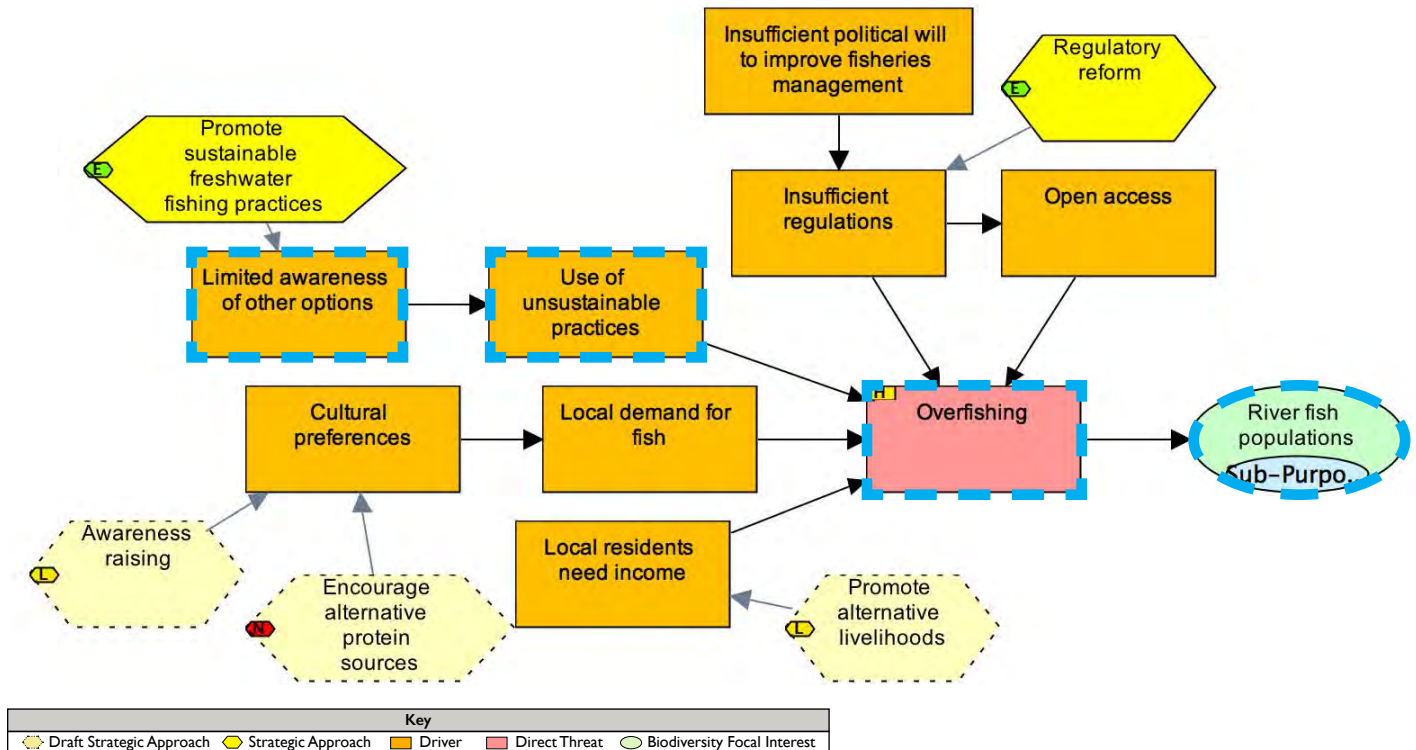 Insufficient political will
to improve fisheries
management
Regulatory
reform
E
Promote
sustainable
freshwater
fishing practices
E
Insufficient
regulations
Open access
Limited awareness
of other options
Use of
unsustainable
practices
Cultural
preferences
Local demand for
fish
H
Overfishing
River fish
populations
Sub-Purpo..
Awareness
raising
L
Encourage
alternative
protein
sources
N
Local residents
need income
Promote
alternative
livelihoods
L
Key
Draft Strategic Approach Strategic Approach Driver Direct Threat Biodiversity Focal Interest